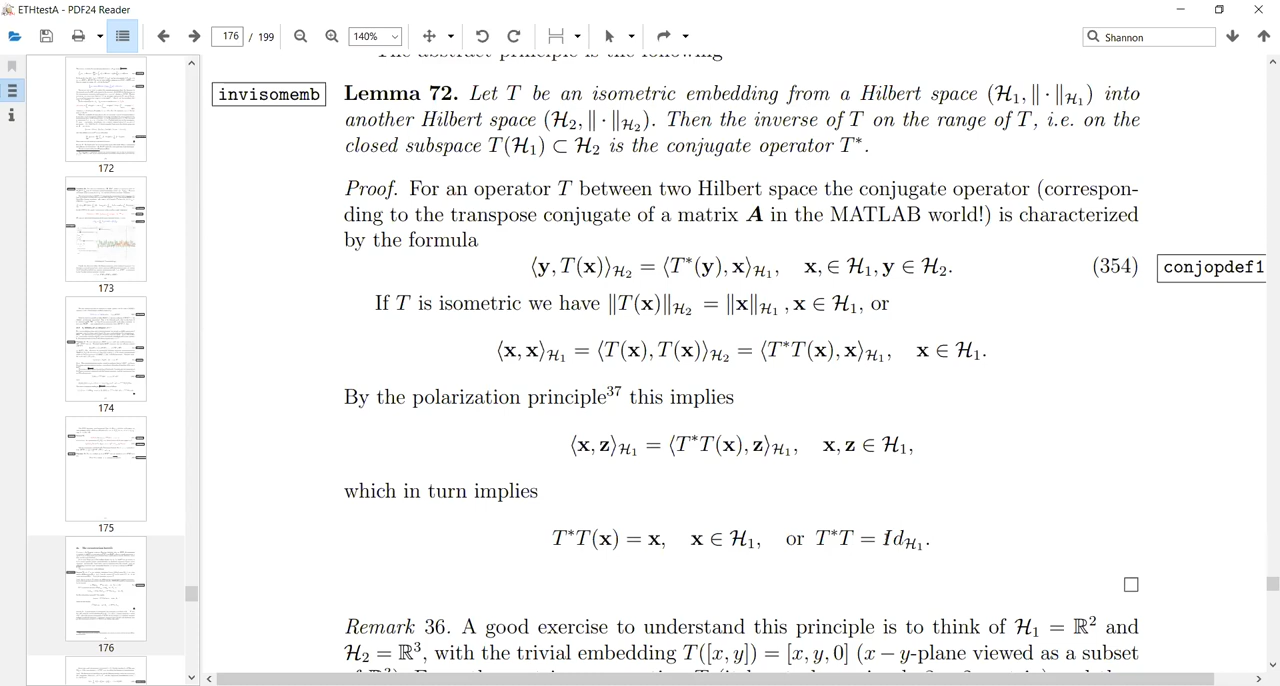 ETHtestA - PDF24 Reader
176 / 199 140% Shannon
The abstract principle is the following
invisomemb
Lemma 72. Let T be an isometric embedding from a Hilbert space (ℋ₁, ‖ · ‖ℋ₁) into
another Hilbert space (ℋ₂, ‖ · ‖ℋ₂). Then the inverse of T on the range of T, i.e. on the
closed subspace T(ℋ₁) ⊂ ℋ₂ is the conjugate operator T*.
Proof. For an operator T between two Hilbert space the conjugate operator (correspon-
ding to the transpose conjugate of a matrix A in the MATLAB world!) is characterized
by the formula
⟨y, T(x)⟩ℋ₂ = ⟨T*(y), x⟩ℋ₁, x, ∈ ℋ₁, y ∈ ℋ₂. (354) conjopdef1
If T is isometric we have ‖T(x)‖ℋ₂ = ‖x‖ℋ₁, x ∈ ℋ₁, or
⟨x, x⟩ℋ₁ = ⟨T(x), T(x)⟩ℋ₂ = ⟨T*T(x), x⟩ℋ₁, x ∈ ℋ₁.
By the polarization principle³⁷ this implies
⟨x, z⟩ℋ₁ = ⟨T*T(x), z⟩ℋ₁, x, z ∈ ℋ₁,
which in turn implies
T*T(x) = x, x ∈ ℋ₁, or T*T = Idℋ₁.
Remark 36. A good exercise to understand this principle is to think of ℋ₁ = ℝ² and
ℋ₂ = ℝ³, with the trivial embedding T([x, y]) = [x, y, 0] (x − y-plane viewed as a subset
172
173
174
175
176